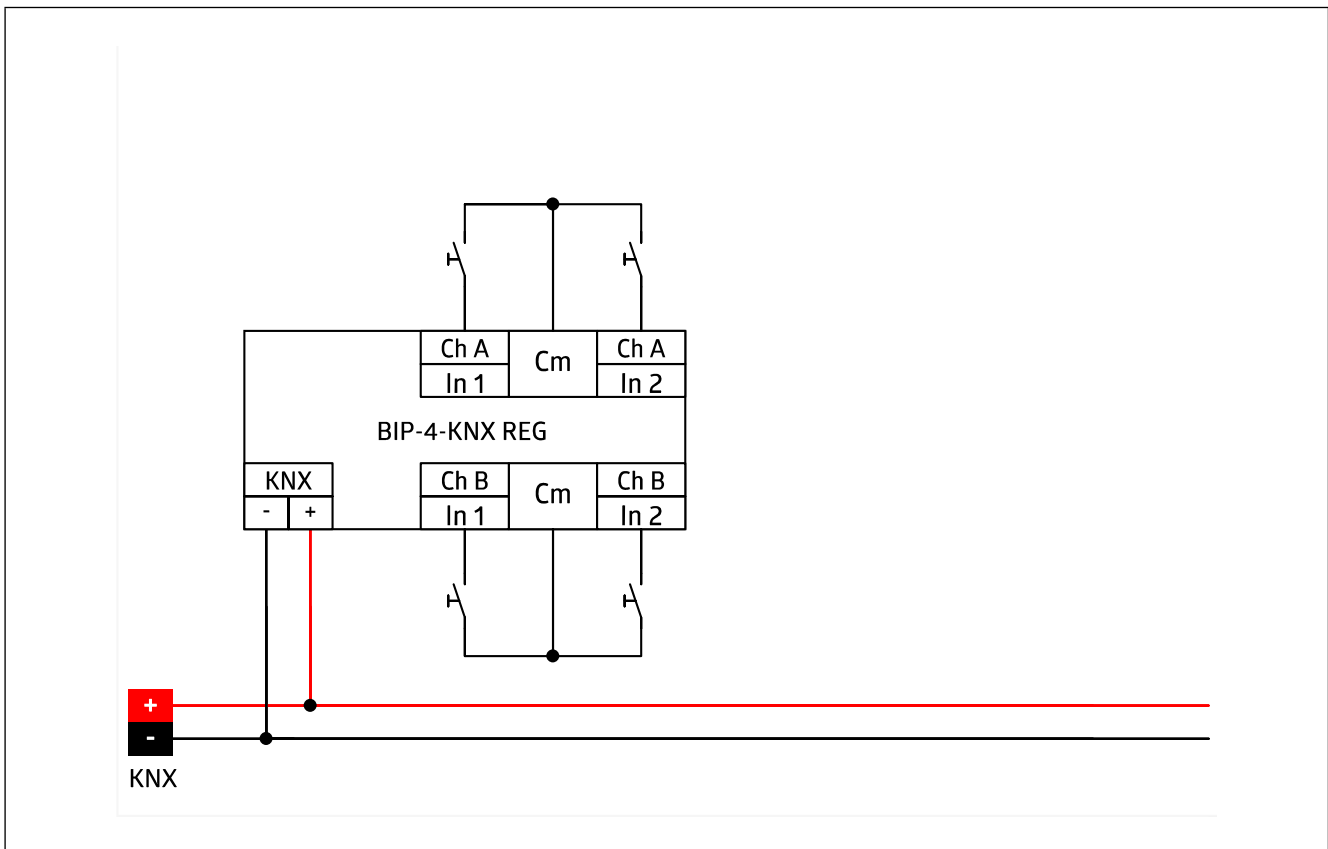 Ch A Cm Ch A
In 1 In 2
BIP-4-KNX REG
KNX Ch B Cm Ch B
- + In 1 In 2
+
-
KNX